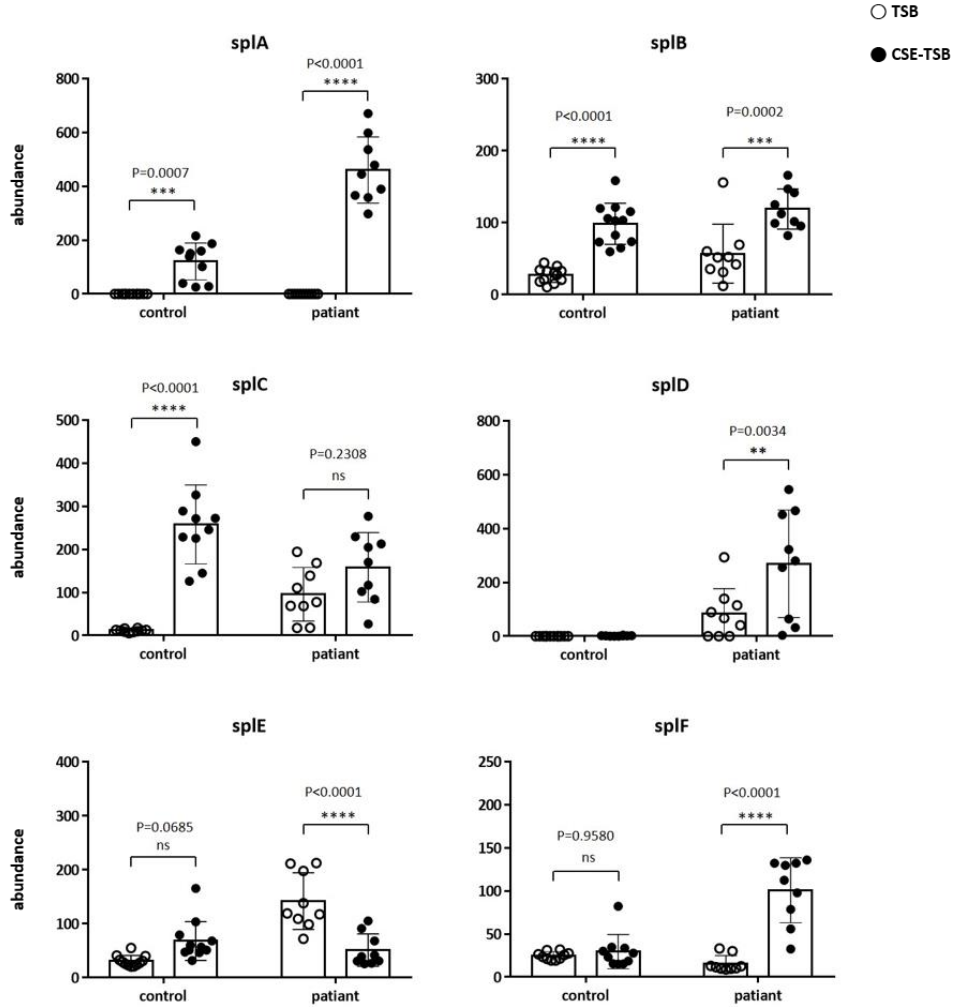 TSB
CSE-TSB
splA
abundance
800
600
400
200
0
P=0.0007
***
P<0.0001
****
control
patiant
splB
300
200
100
0
P<0.0001
****
P=0.0002
***
control
patiant
splC
abundance
500
400
300
200
100
0
P<0.0001
****
P=0.2308
ns
control
patiant
splD
800
600
400
200
0
P=0.0034
**
control
patiant
splE
abundance
400
300
200
100
0
P=0.0685
ns
P<0.0001
****
control
patiant
splF
250
200
150
100
50
0
P=0.9580
ns
P<0.0001
****
control
patiant